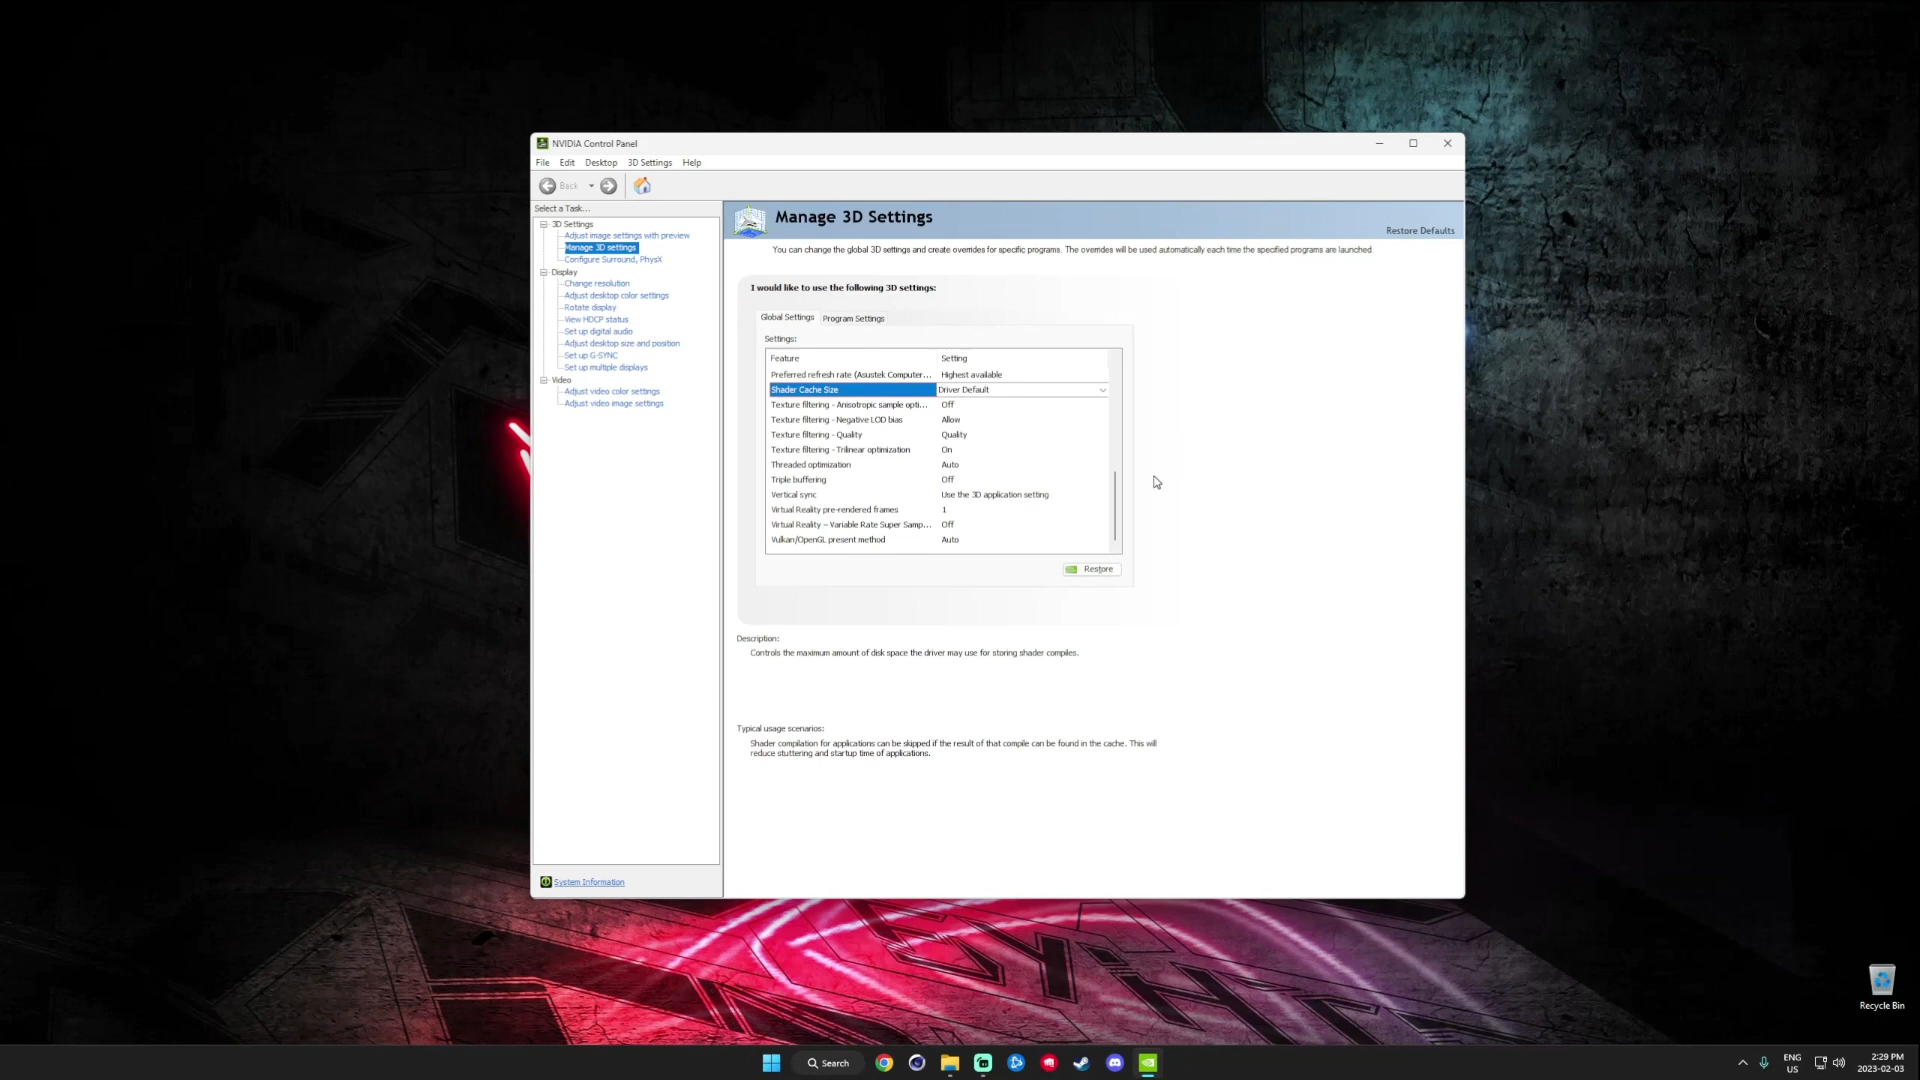 NVIDIA Control Panel
File Edit Desktop 3D Settings Help
Back
Select a Task...
3D Settings
Adjust image settings with preview
Manage 3D settings
Configure Surround, PhysX
Display
Change resolution
Adjust desktop color settings
Rotate display
View HDCP status
Set up digital audio
Adjust desktop size and position
Set up G-SYNC
Set up multiple displays
Video
Adjust video color settings
Adjust video image settings
System Information
Manage 3D Settings
Restore Defaults
You can change the global 3D settings and create overrides for specific programs. The overrides will be used automatically each time the specified programs are launched.
I would like to use the following 3D settings:
Global Settings Program Settings
Settings:
Feature Setting
Preferred refresh rate (Asustek Computer... Highest available
Shader Cache Size Driver Default
Texture filtering - Anisotropic sample opti... Off
Texture filtering - Negative LOD bias Allow
Texture filtering - Quality Quality
Texture filtering - Trilinear optimization On
Threaded optimization Auto
Triple buffering Off
Vertical sync Use the 3D application setting
Virtual Reality pre-rendered frames 1
Virtual Reality – Variable Rate Super Samp... Off
Vulkan/OpenGL present method Auto
Restore
Description:
Controls the maximum amount of disk space the driver may use for storing shader compiles.
Typical usage scenarios:
Shader compilation for applications can be skipped if the result of that compile can be found in the cache. This will
reduce stuttering and startup time of applications.
Recycle Bin
Search
ENG
US
2:29 PM
2023-02-03